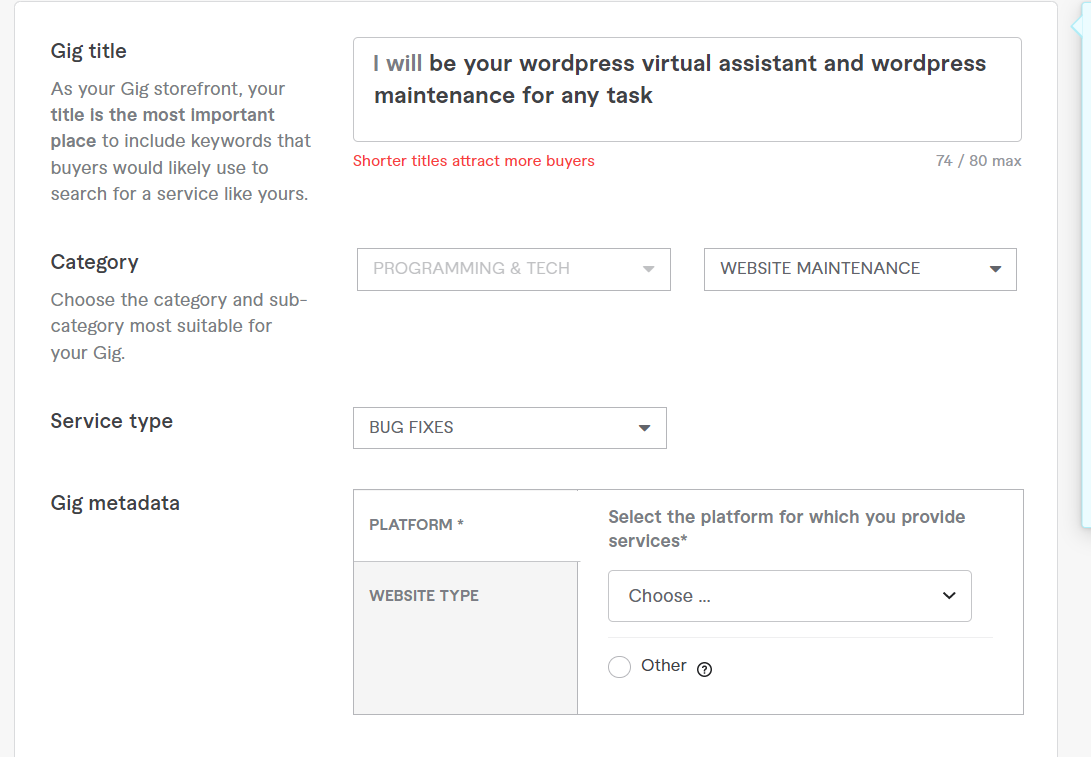 Gig title
As your Gig storefront, your
title is the most important
place to include keywords that
buyers would likely use to
search for a service like yours.
I will be your wordpress virtual assistant and wordpress
maintenance for any task
Shorter titles attract more buyers
74 / 80 max
Category
Choose the category and sub-
category most suitable for
your Gig.
PROGRAMMING & TECH
WEBSITE MAINTENANCE
Service type
BUG FIXES
Gig metadata
PLATFORM *
WEBSITE TYPE
Select the platform for which you provide
services*
Choose ...
Other ?